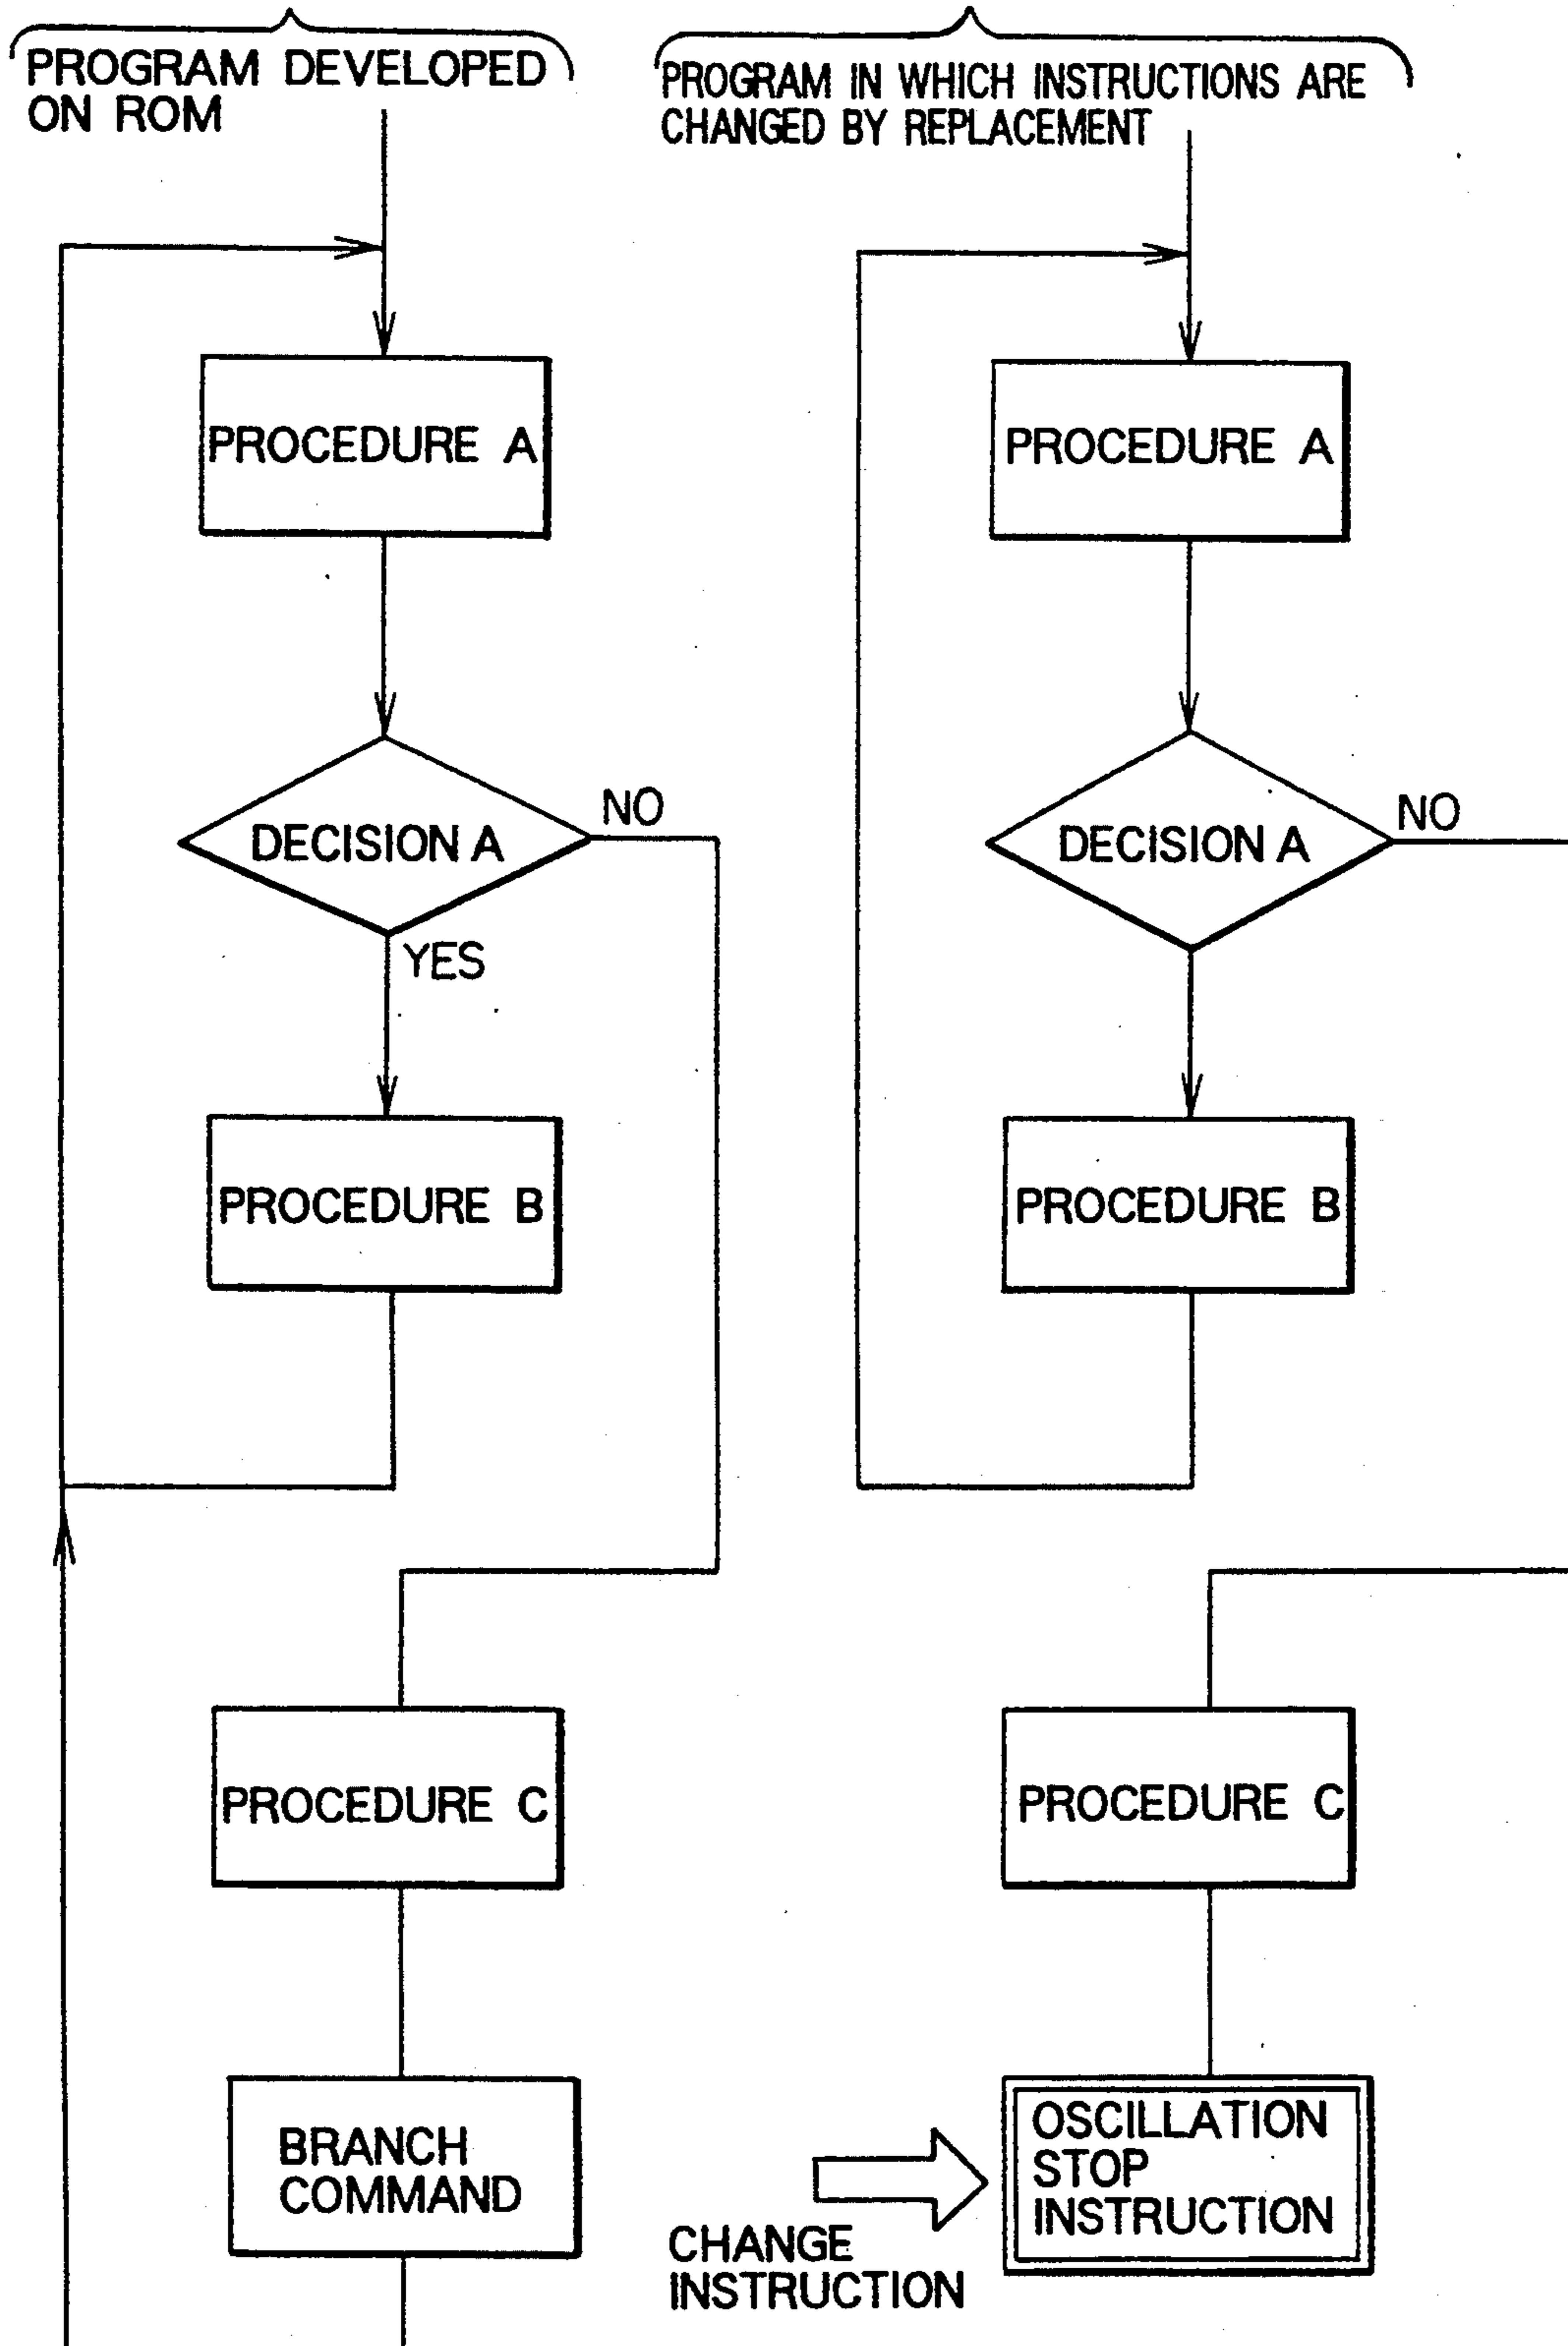 PROGRAM DEVELOPED
ON ROM
PROCEDURE A
DECISION A
NO
YES
PROCEDURE B
PROCEDURE C
BRANCH
COMMAND
PROGRAM IN WHICH INSTRUCTIONS ARE
CHANGED BY REPLACEMENT
PROCEDURE A
DECISION A
NO
PROCEDURE B
PROCEDURE C
CHANGE
INSTRUCTION
OSCILLATION
STOP
INSTRUCTION